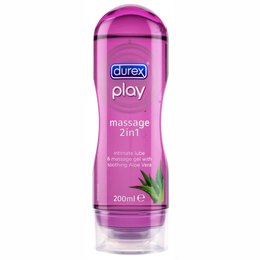 durex
play
massage
2in1
intimate lube
& massage gel with
soothing Aloe Vera
200ml ℮